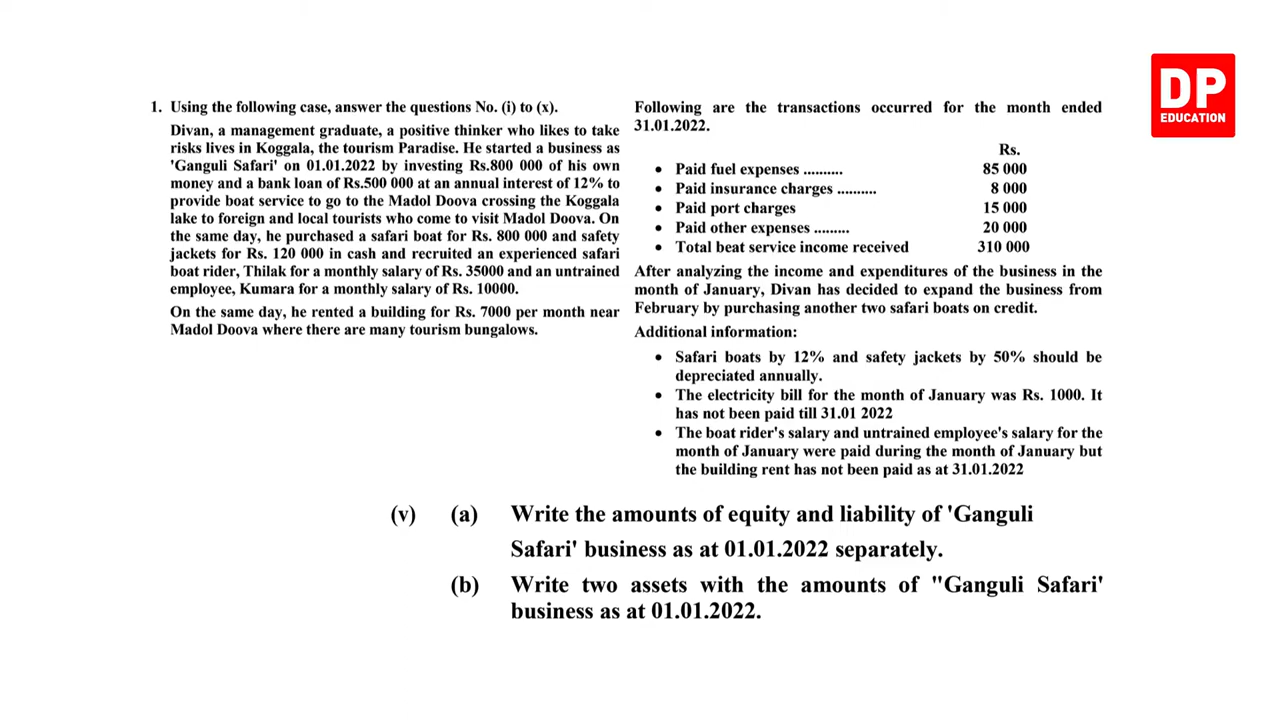 DP
EDUCATION
1. Using the following case, answer the questions No. (i) to (x).
Divan, a management graduate, a positive thinker who likes to take
risks lives in Koggala, the tourism Paradise. He started a business as
'Ganguli Safari' on 01.01.2022 by investing Rs.800 000 of his own
money and a bank loan of Rs.500 000 at an annual interest of 12% to
provide boat service to go to the Madol Doova crossing the Koggala
lake to foreign and local tourists who come to visit Madol Doova. On
the same day, he purchased a safari boat for Rs. 800 000 and safety
jackets for Rs. 120 000 in cash and recruited an experienced safari
boat rider, Thilak for a monthly salary of Rs. 35000 and an untrained
employee, Kumara for a monthly salary of Rs. 10000.
On the same day, he rented a building for Rs. 7000 per month near
Madol Doova where there are many tourism bungalows.
Following are the transactions occurred for the month ended
31.01.2022.
Rs.
• Paid fuel expenses .......... 85 000
• Paid insurance charges .......... 8 000
• Paid port charges 15 000
• Paid other expenses ......... 20 000
• Total beat service income received 310 000
After analyzing the income and expenditures of the business in the
month of January, Divan has decided to expand the business from
February by purchasing another two safari boats on credit.
Additional information:
• Safari boats by 12% and safety jackets by 50% should be
depreciated annually.
• The electricity bill for the month of January was Rs. 1000. It
has not been paid till 31.01 2022
• The boat rider's salary and untrained employee's salary for the
month of January were paid during the month of January but
the building rent has not been paid as at 31.01.2022
(v) (a) Write the amounts of equity and liability of 'Ganguli
Safari' business as at 01.01.2022 separately.
(b) Write two assets with the amounts of "Ganguli Safari'
business as at 01.01.2022.